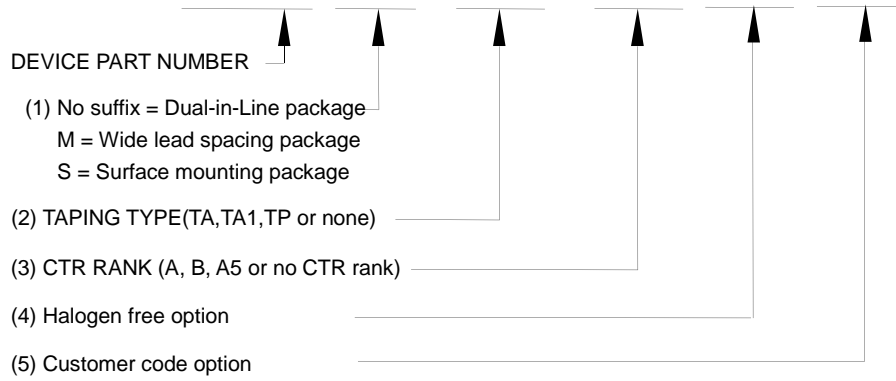 DEVICE PART NUMBER
(1) No suffix = Dual-in-Line package
M = Wide lead spacing package
S = Surface mounting package
(2) TAPING TYPE(TA,TA1,TP or none)
(3) CTR RANK (A, B, A5 or no CTR rank)
(4) Halogen free option
(5) Customer code option